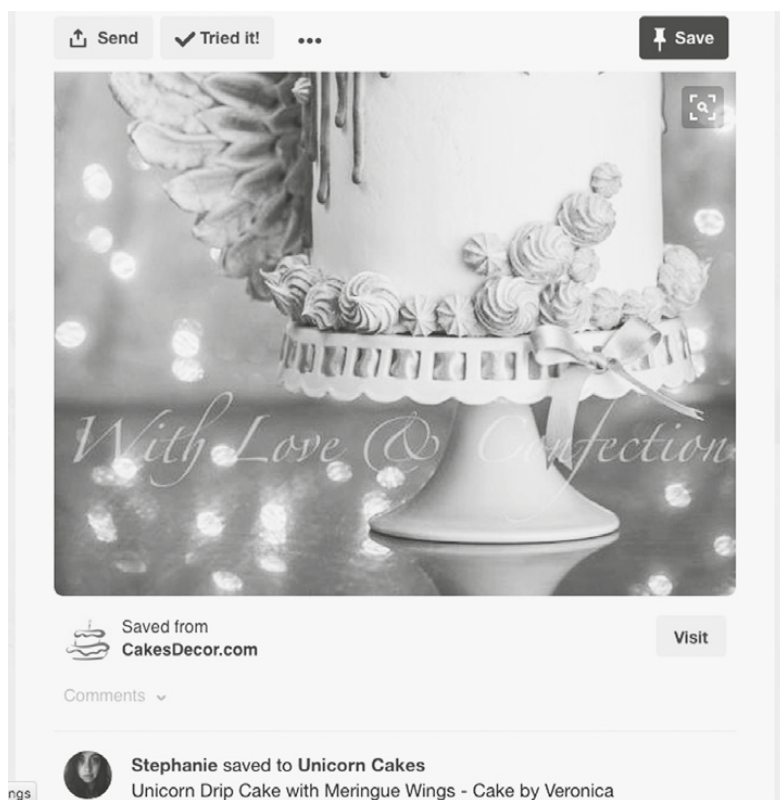 Send
Tried it!
Save
With Love & Confection
Saved from
CakesDecor.com
Visit
Comments
Stephanie saved to Unicorn Cakes
Unicorn Drip Cake with Meringue Wings - Cake by Veronica
ngs